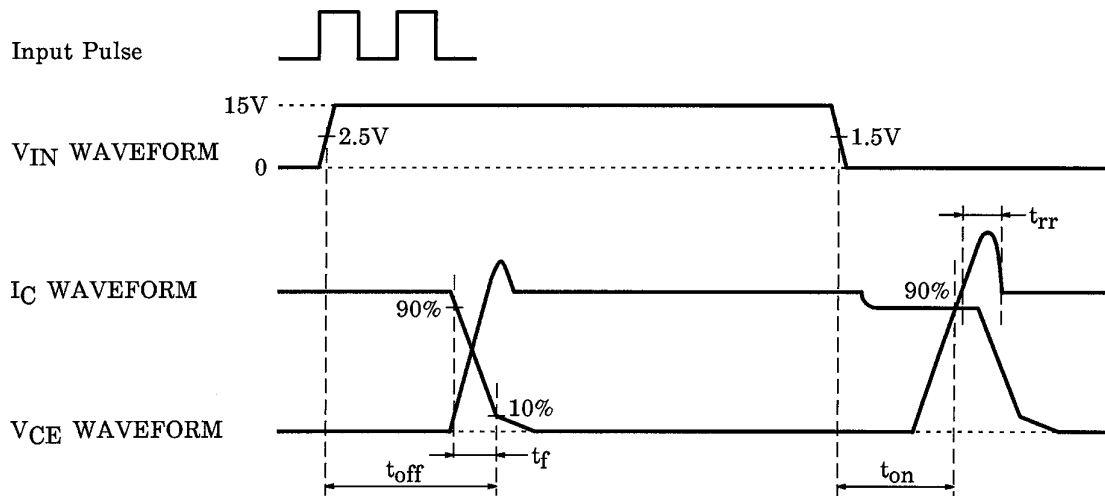 Input Pulse
15V
VIN WAVEFORM
2.5V
1.5V
0
trr
IC WAVEFORM
90%
90%
10%
VCE WAVEFORM
tf
toff
ton